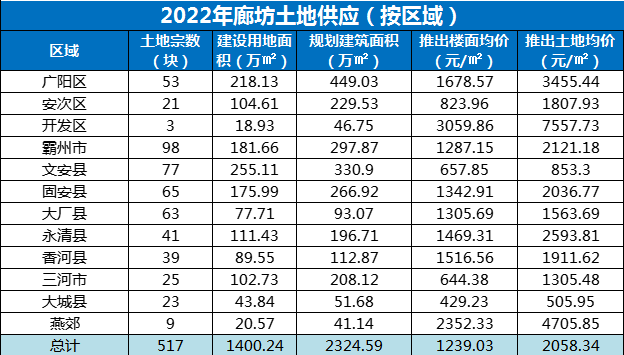 2022年廊坊土地供应（按区域）
区域 土地宗数（块） 建设用地面积（万㎡） 规划建筑面积（万㎡） 推出楼面均价（元/㎡） 推出土地均价（元/㎡）
广阳区 53 218.13 449.03 1678.57 3455.44
安次区 21 104.61 229.53 823.96 1807.93
开发区 3 18.93 46.75 3059.86 7557.73
霸州市 98 181.66 297.87 1287.15 2121.18
文安县 77 255.11 330.9 657.85 853.3
固安县 65 175.99 266.92 1342.91 2036.77
大厂县 63 77.71 93.07 1305.69 1563.69
永清县 41 111.43 196.71 1469.31 2593.81
香河县 39 89.55 112.87 1516.56 1911.62
三河市 25 102.73 208.12 644.38 1305.48
大城县 23 43.84 51.68 429.23 505.95
燕郊 9 20.57 41.14 2352.33 4705.85
总计 517 1400.24 2324.59 1239.03 2058.34